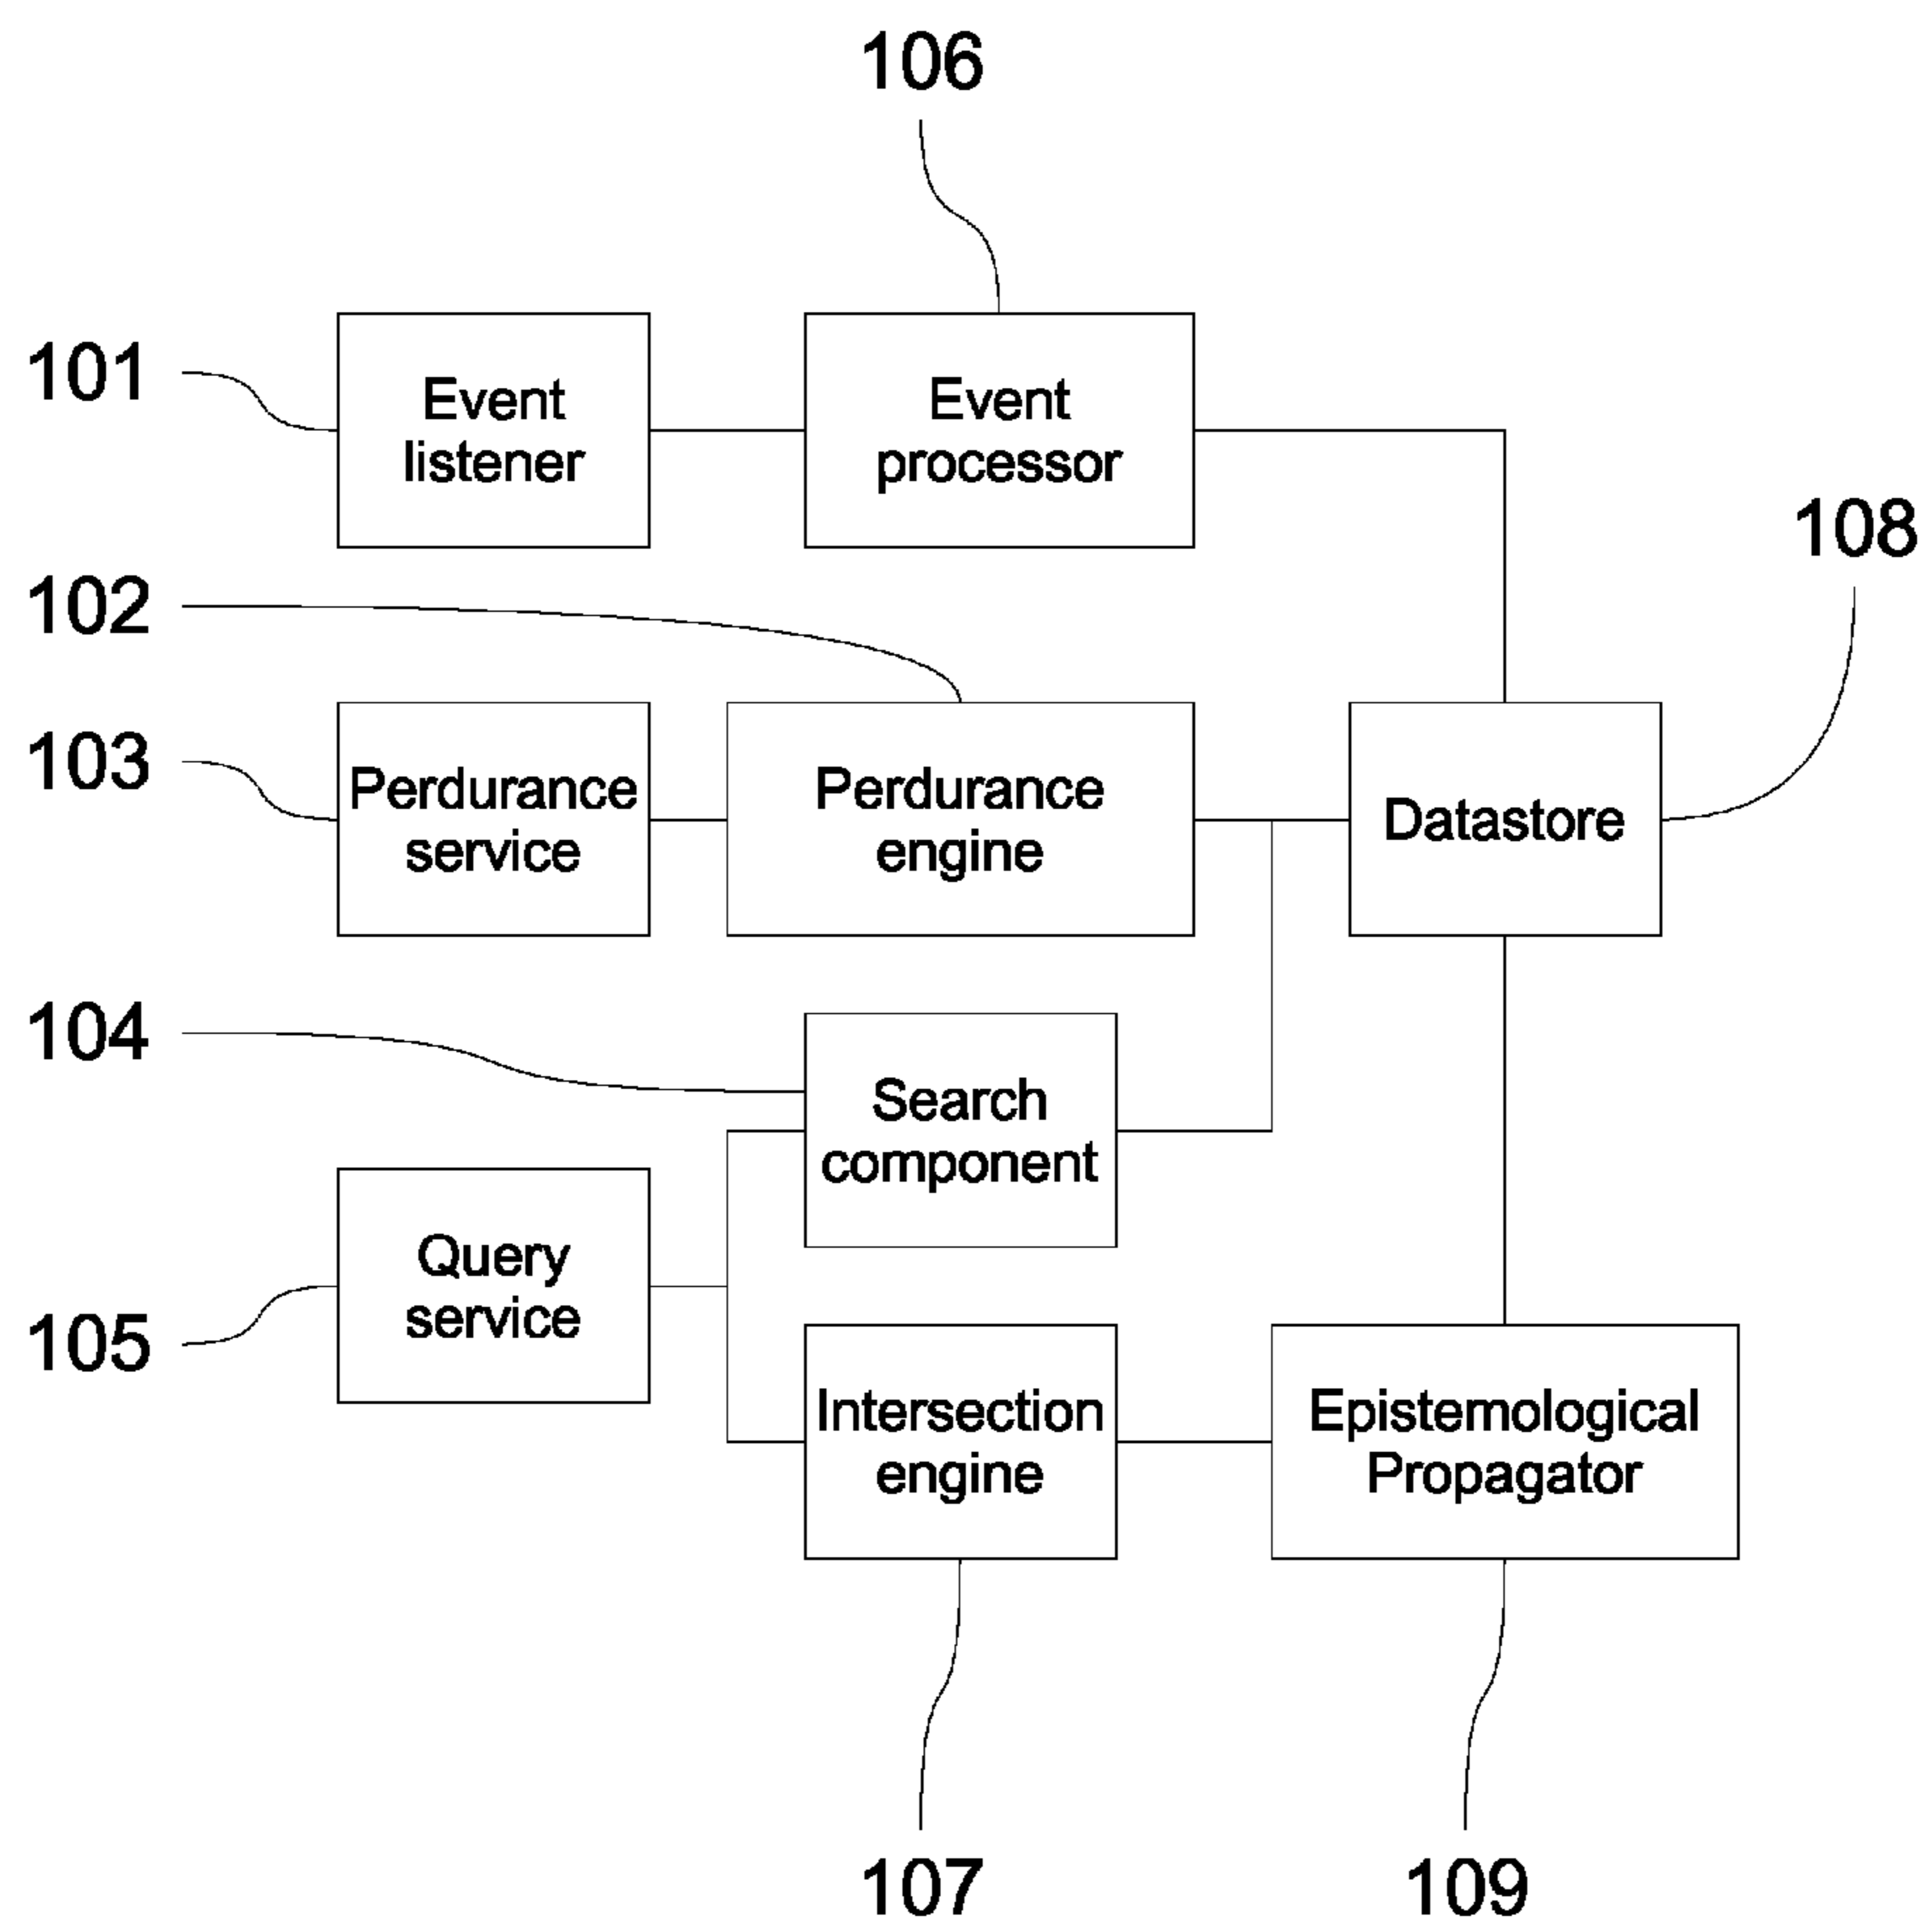 106
101
Event
listener
Event
processor
108
102
103
Perdurance
service
Perdurance
engine
Datastore
104
Search
component
Query
service
105
Intersection
engine
Epistemological
Propagator
107
109